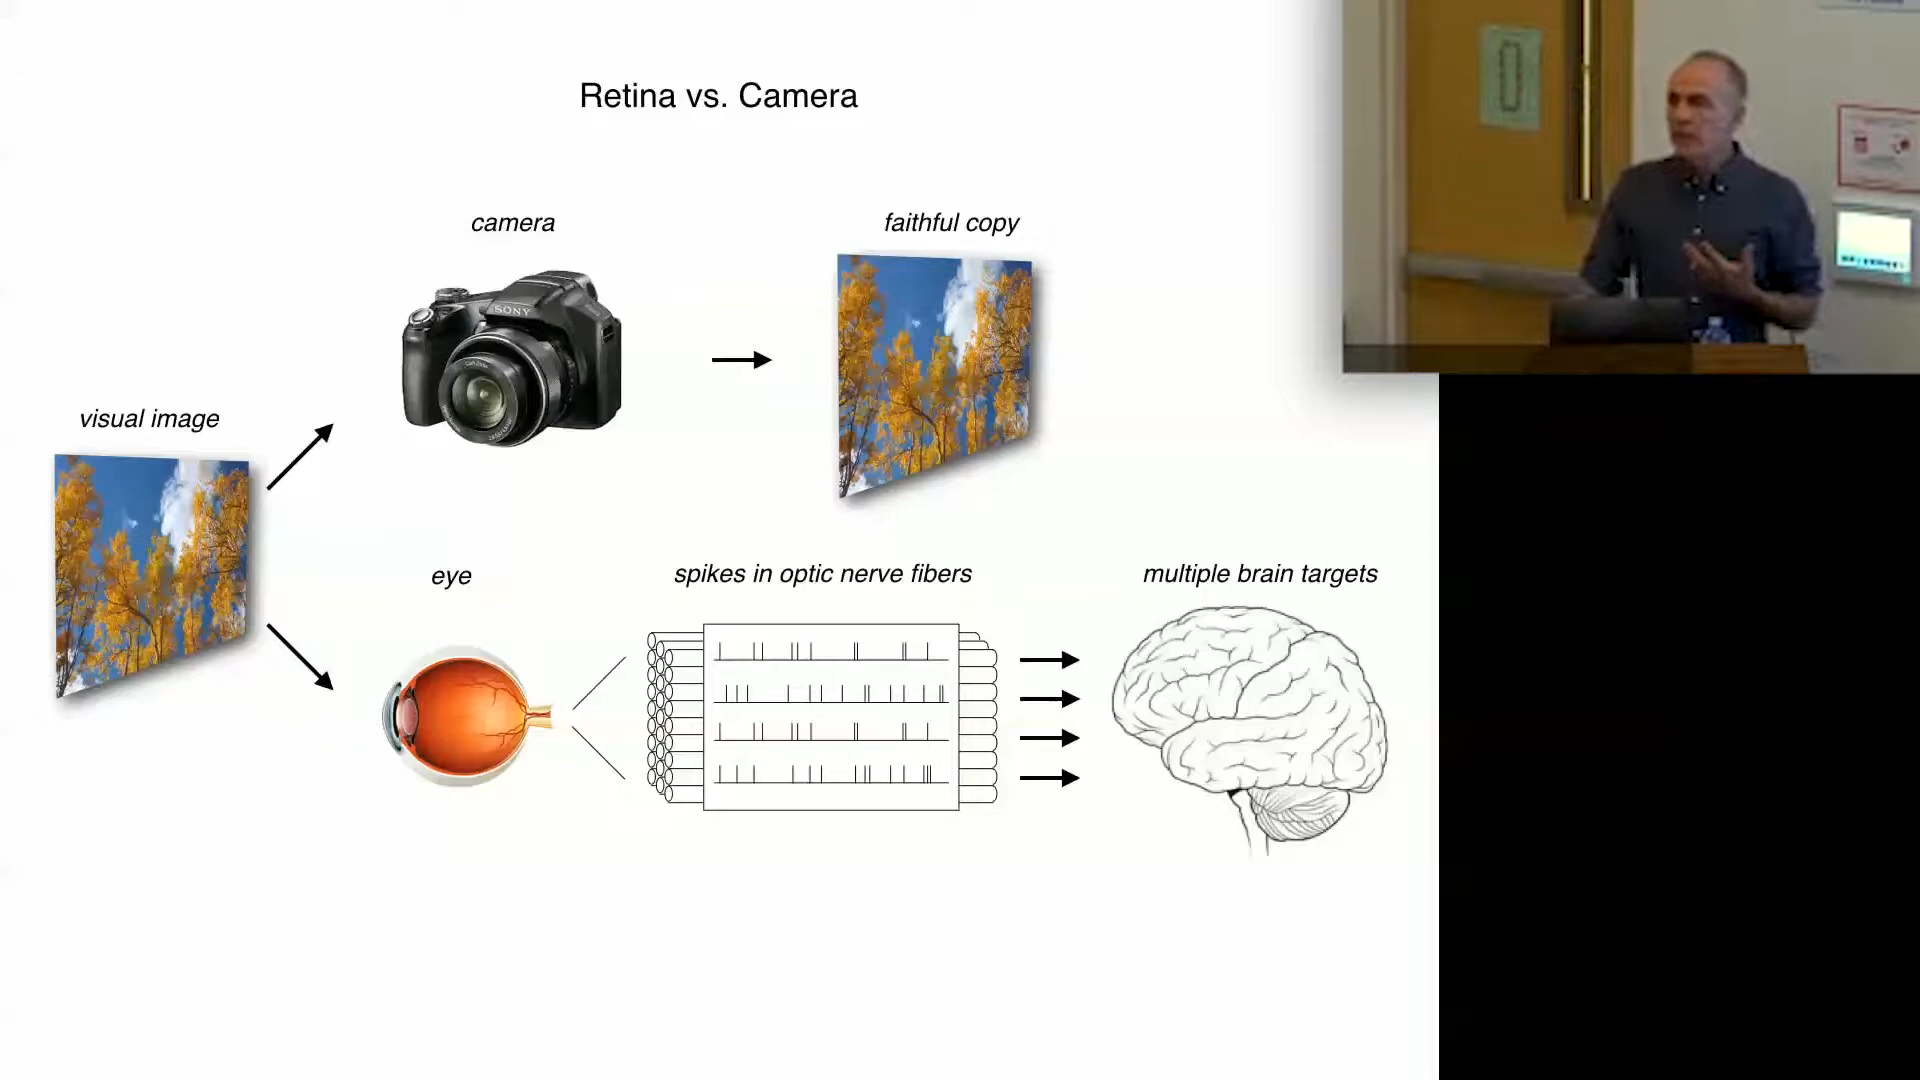 Retina vs. Camera
camera
faithful copy
SONY
visual image
eye
spikes in optic nerve fibers
multiple brain targets